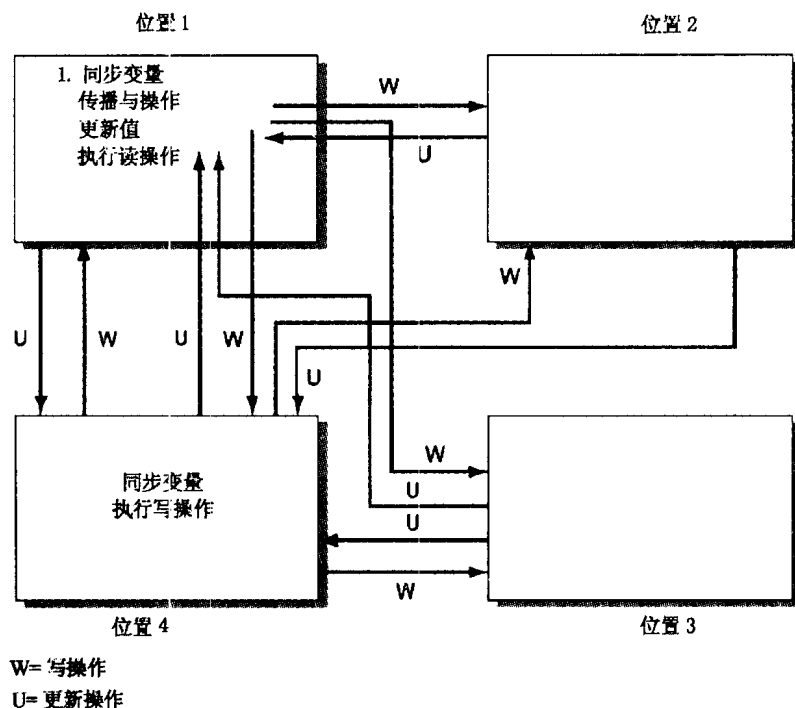 位置 1
位置 2
1. 同步变量
传播与操作
更新值
执行读操作
W
U
W
U
W
U
W
U
W
U
U
W
同步变量
执行写操作
位置 4
位置 3
W= 写操作
U= 更新操作